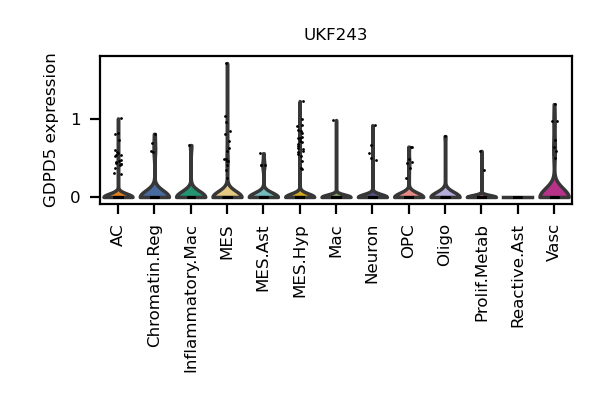 UKF243
GDPD5 expression
1
0
AC
Chromatin.Reg
Inflammatory.Mac
MES
MES.Ast
MES.Hyp
Mac
Neuron
OPC
Oligo
Prolif.Metab
Reactive.Ast
Vasc